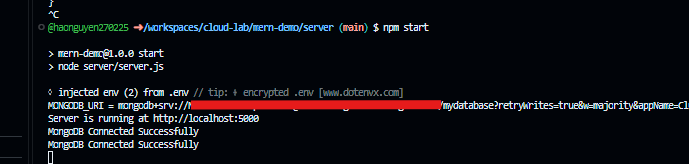 }
^C
@haonguyen270225 ➜/workspaces/cloud-lab/mern-demo/server (main) $ npm start
> mern-demo@1.0.0 start
> node server/server.js
◊ injected env (2) from .env // tip: ⌖ encrypted .env [www.dotenvx.com]
MONGODB_URI = mongodb+srv:// /mydatabase?retryWrites=true&w=majority&appName=Cl
Server is running at http://localhost:5000
MongoDB Connected Successfully
MongoDB Connected Successfully